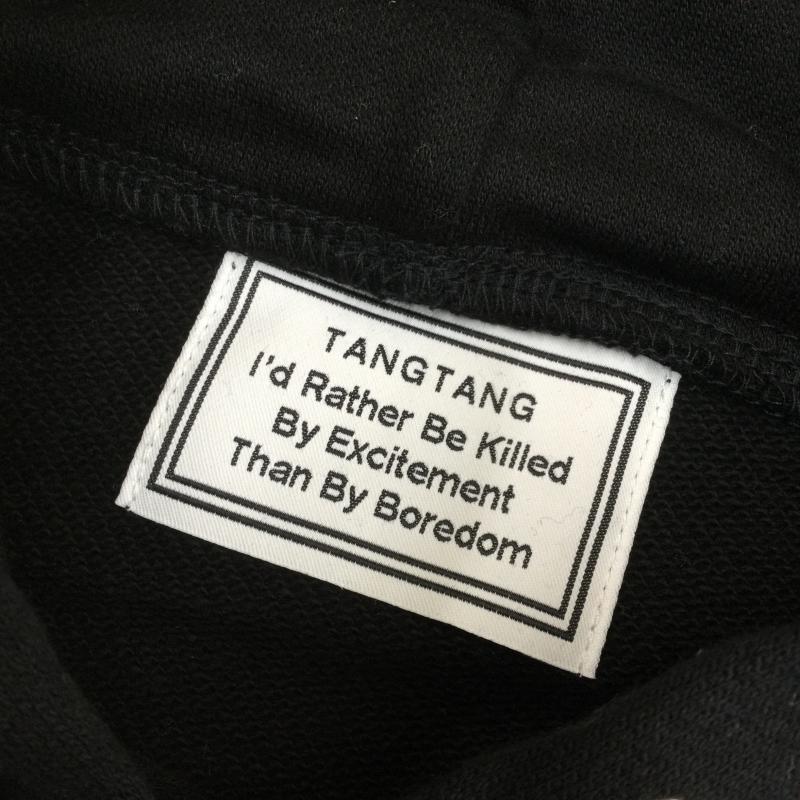 TANGTANG
I'd Rather Be Killed
By Excitement
Than By Boredom